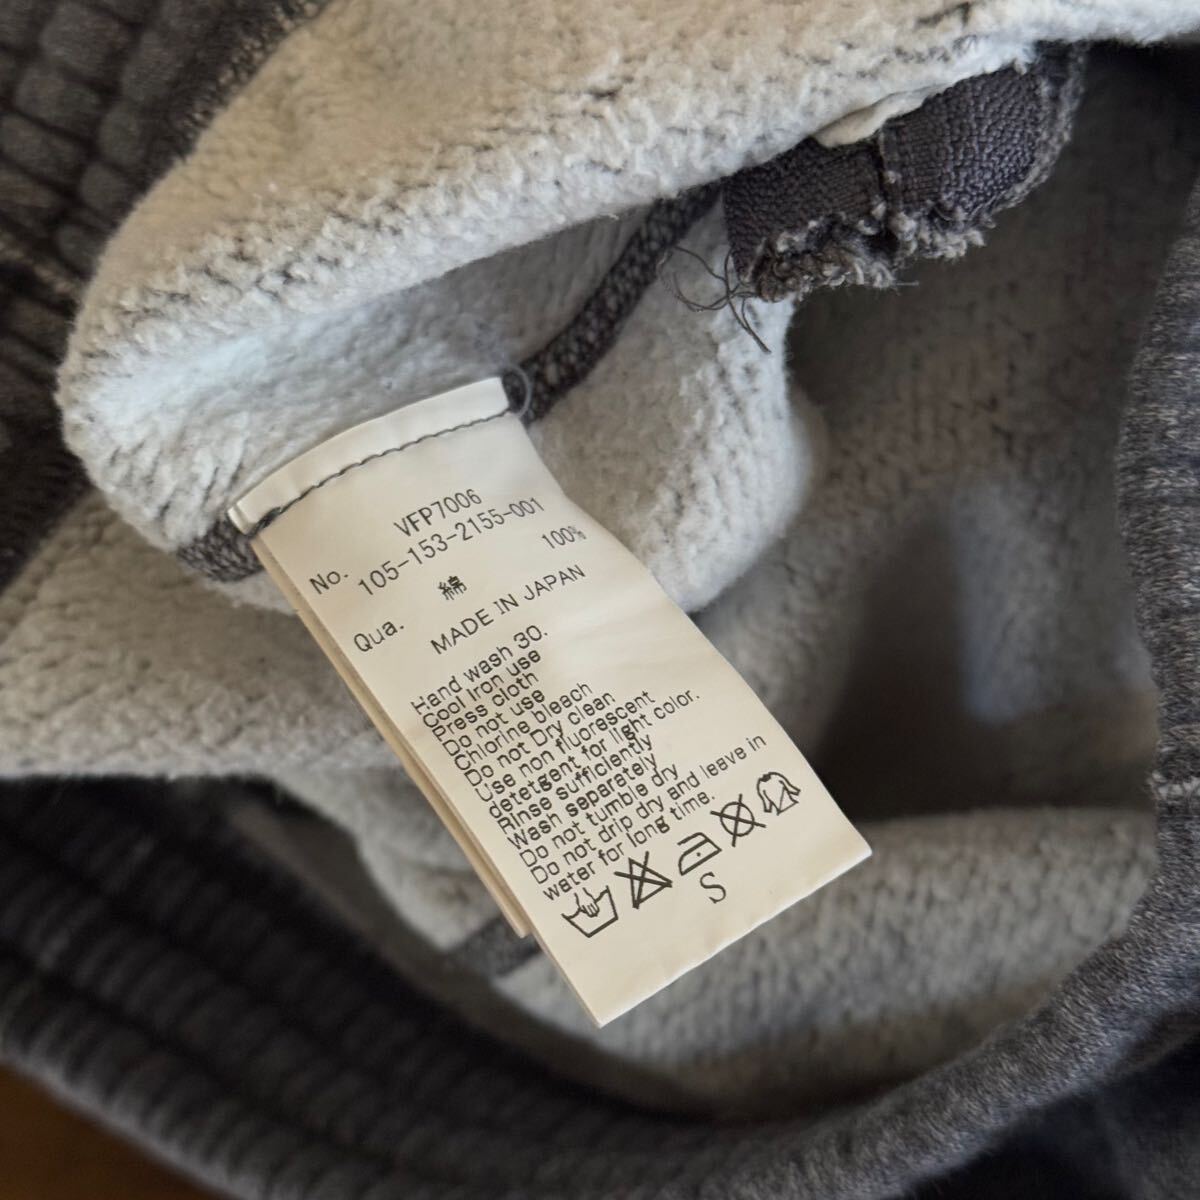 VFP7006
No. 105-153-2155-001
Qua. 綿 100%
MADE IN JAPAN
Hand wash 30.
Cool Iron use
Press cloth
Do not use
Chlorine bleach
Do not Dry clean
Use non fluorescent
detetgent,for light color.
Rinse sufficiently
Wash separately
Do not tumble dry
Do not drip dry and leave in
water for long time.
S